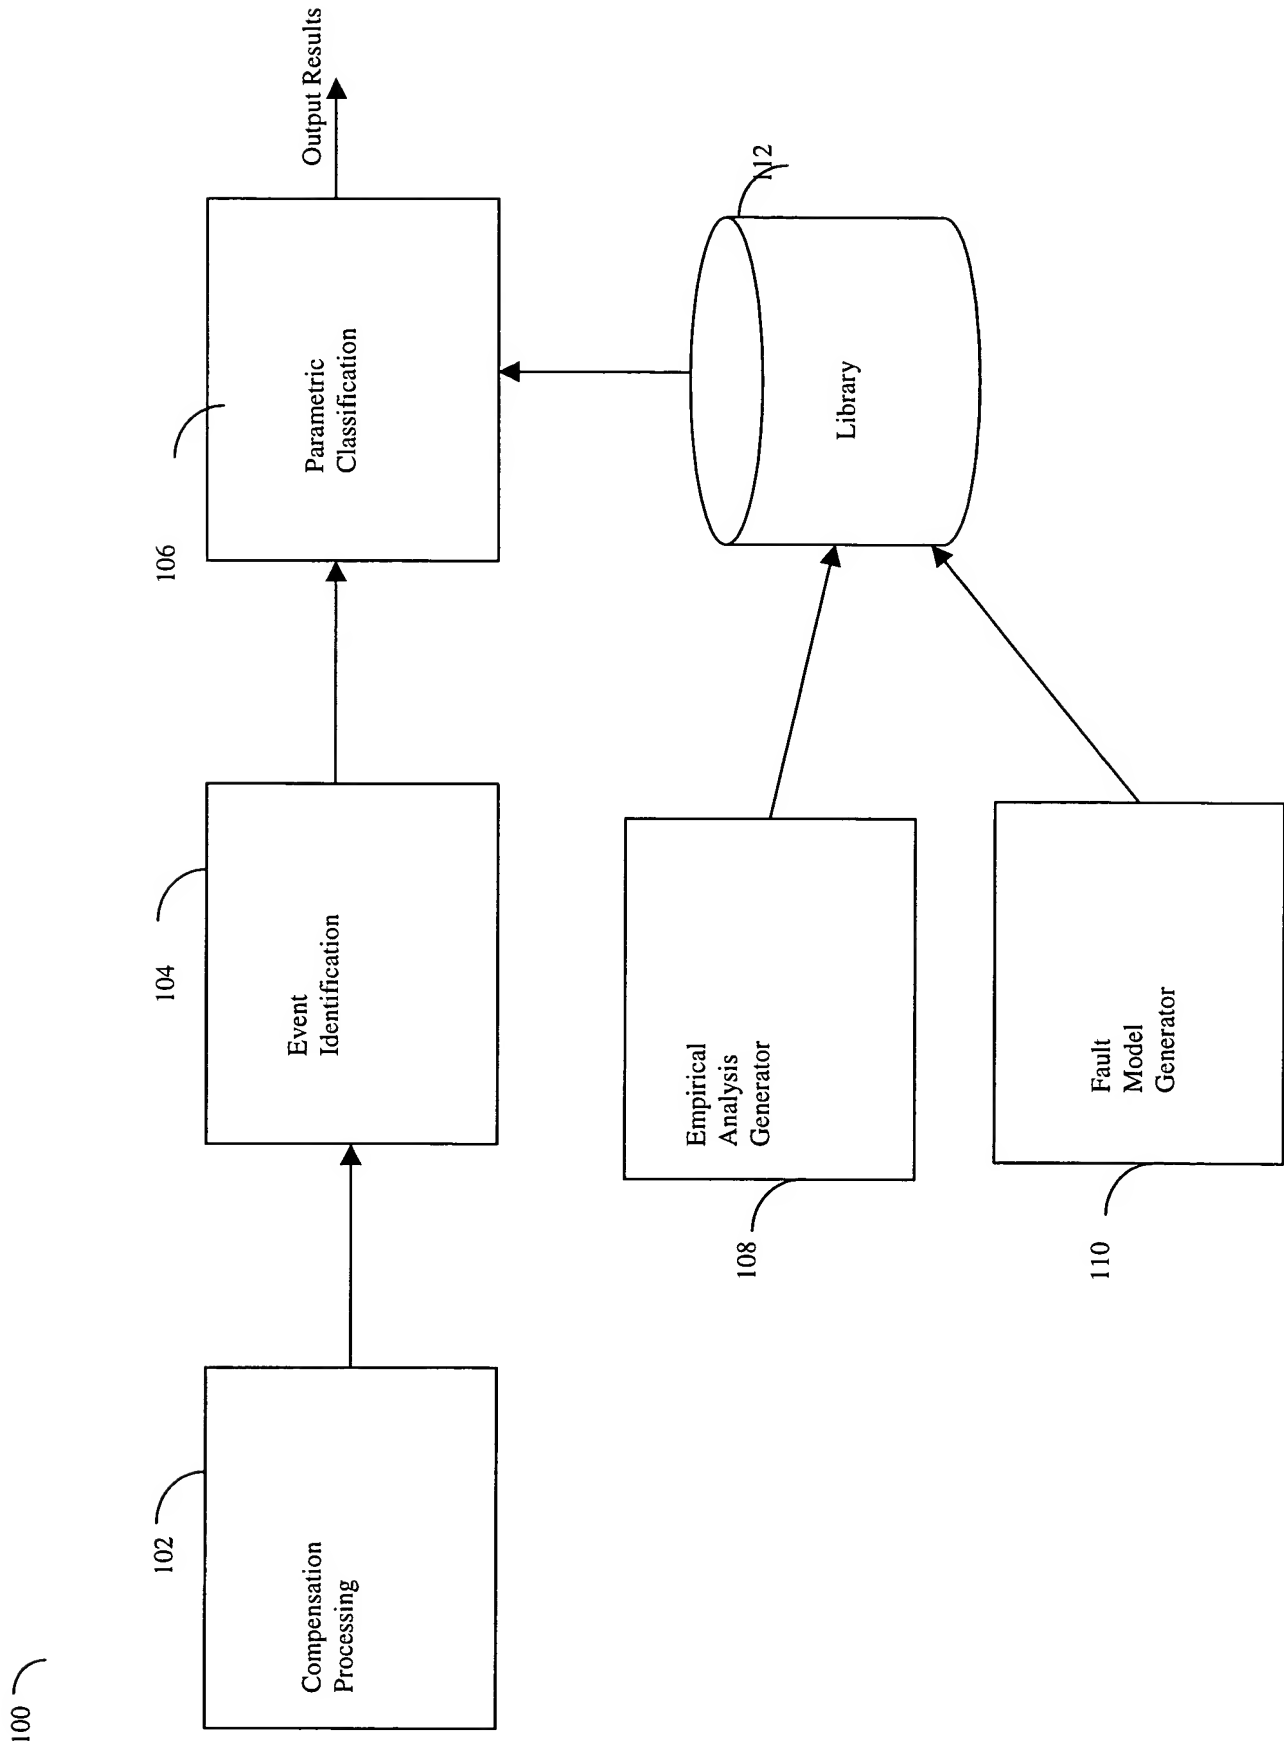 100
102
Compensation
Processing
104
Event
Identification
106
Parametric
Classification
Output Results
108
Empirical
Analysis
Generator
110
Fault
Model
Generator
112
Library